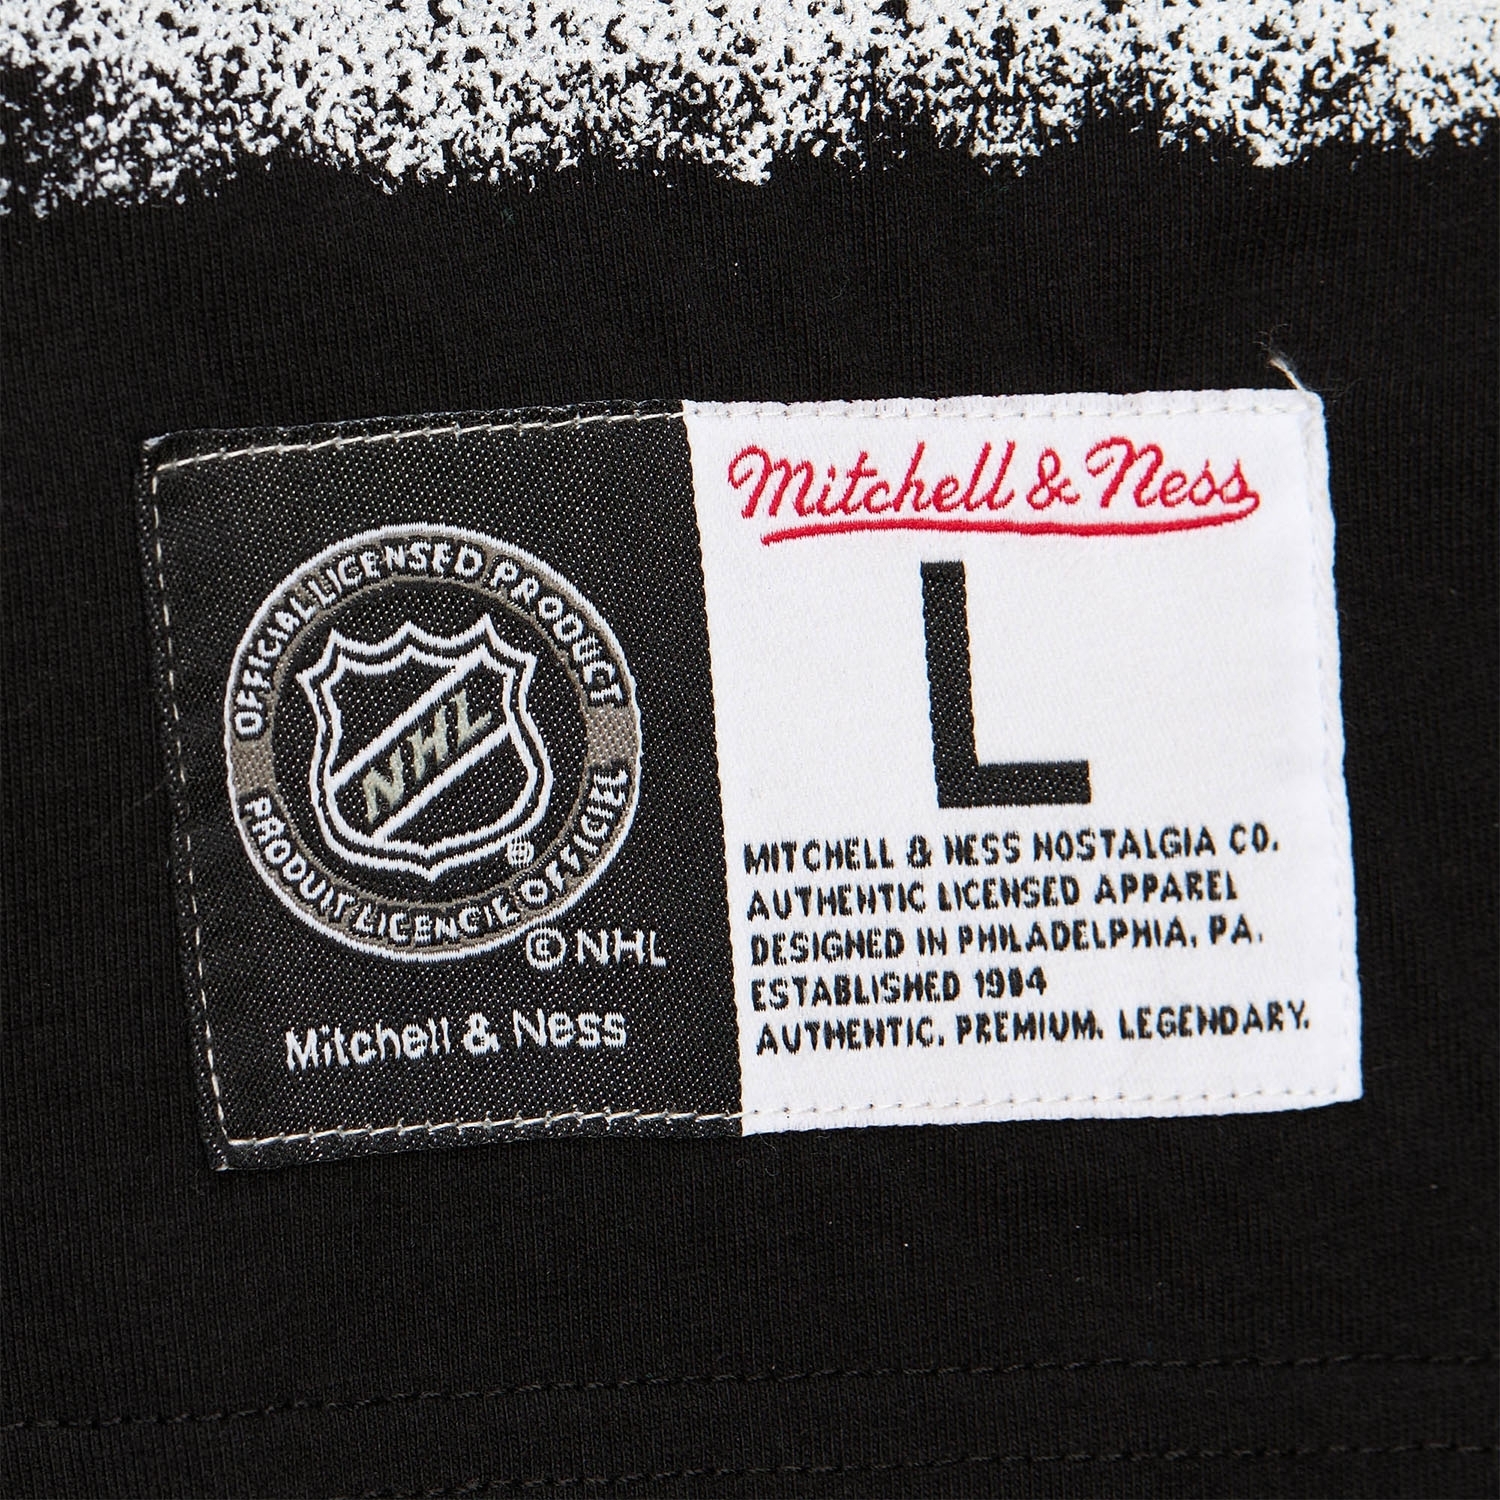 OFFICIAL LICENSED PRODUCT
NHL
PRODUIT LICENCIE OFFICIEL
©NHL
Mitchell & Ness
Mitchell & Ness
L
MITCHELL & NESS NOSTALGIA CO.
AUTHENTIC LICENSED APPAREL
DESIGNED IN PHILADELPHIA, PA.
ESTABLISHED 1904
AUTHENTIC. PREMIUM. LEGENDARY.